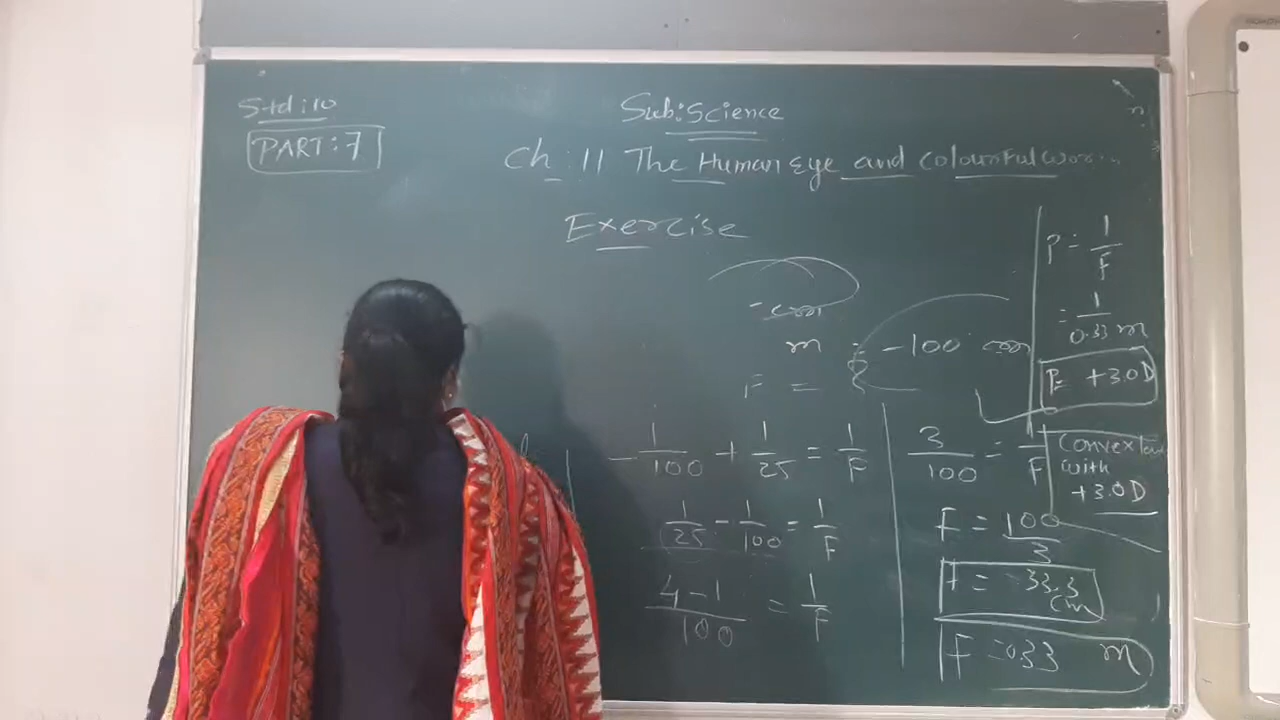 Std: 10
PART: 7
Sub: Science
Ch: 11 The Human eye and colourful
Exercise
P = 1/F
= 1/0.33 m
P = +3.0D
Convex
with
+3.0D
- cm
m = -100 cm
F =
- 1/100 + 1/25 = 1/F
1/25 - 1/100 = 1/F
4-1/100 = 1/F
3/100 = 1/F
F = 100/3
F = 33.3 cm
F = 0.33 m